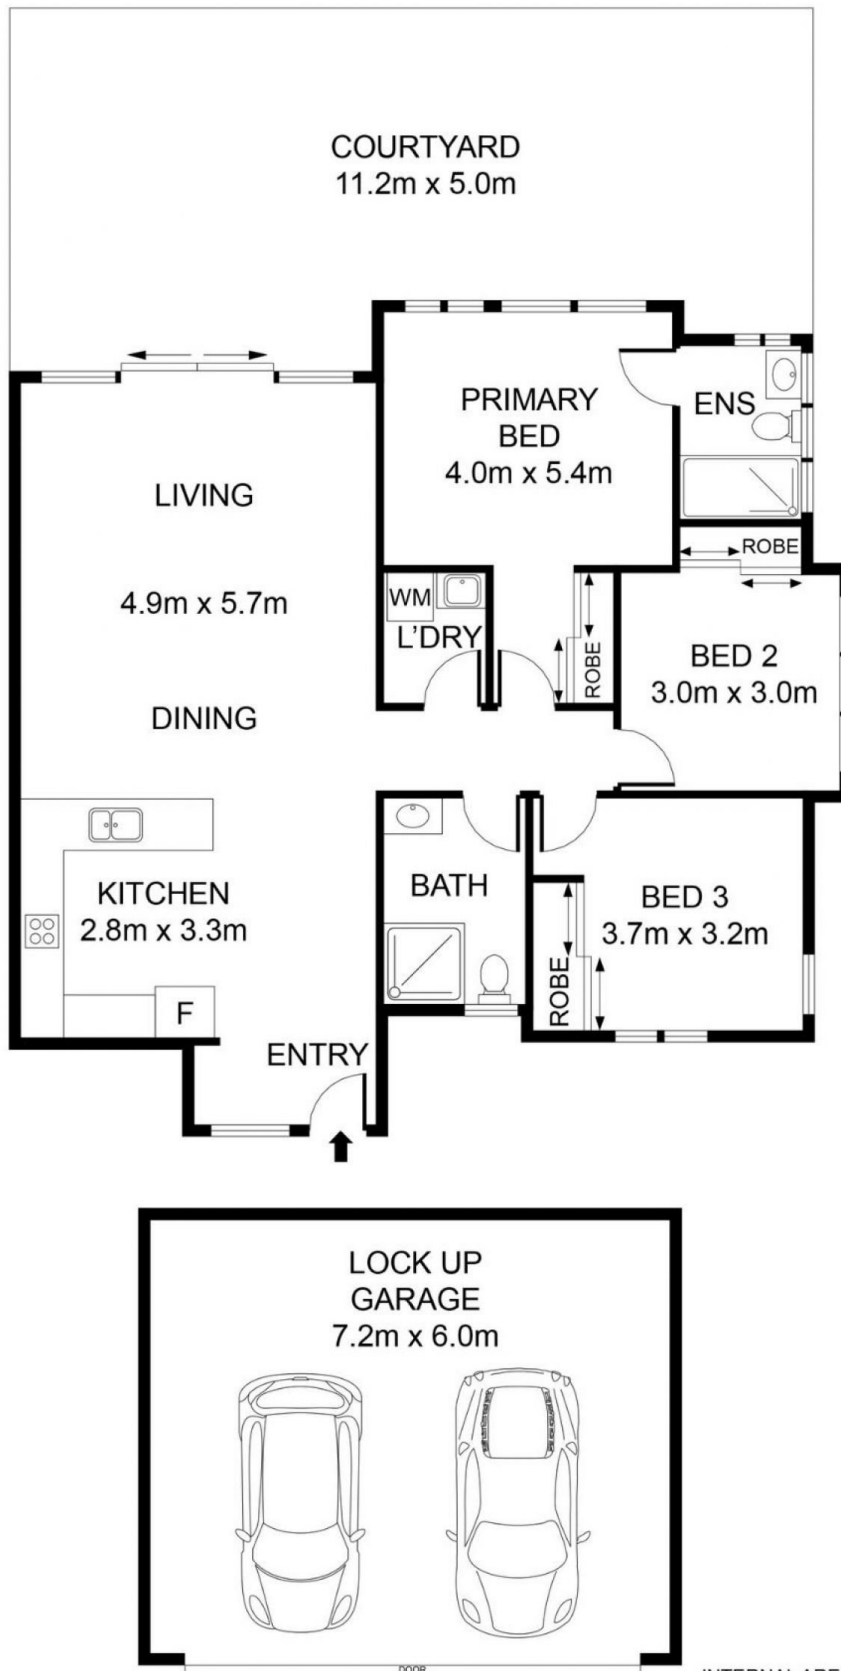 COURTYARD
11.2m x 5.0m
PRIMARY
BED
4.0m x 5.4m
ENS
LIVING
4.9m x 5.7m
DINING
ROBE
WM
L'DRY
ROBE
BED 2
3.0m x 3.0m
KITCHEN
2.8m x 3.3m
F
BATH
BED 3
3.7m x 3.2m
ROBE
ENTRY
LOCK UP
GARAGE
7.2m x 6.0m
DOOR